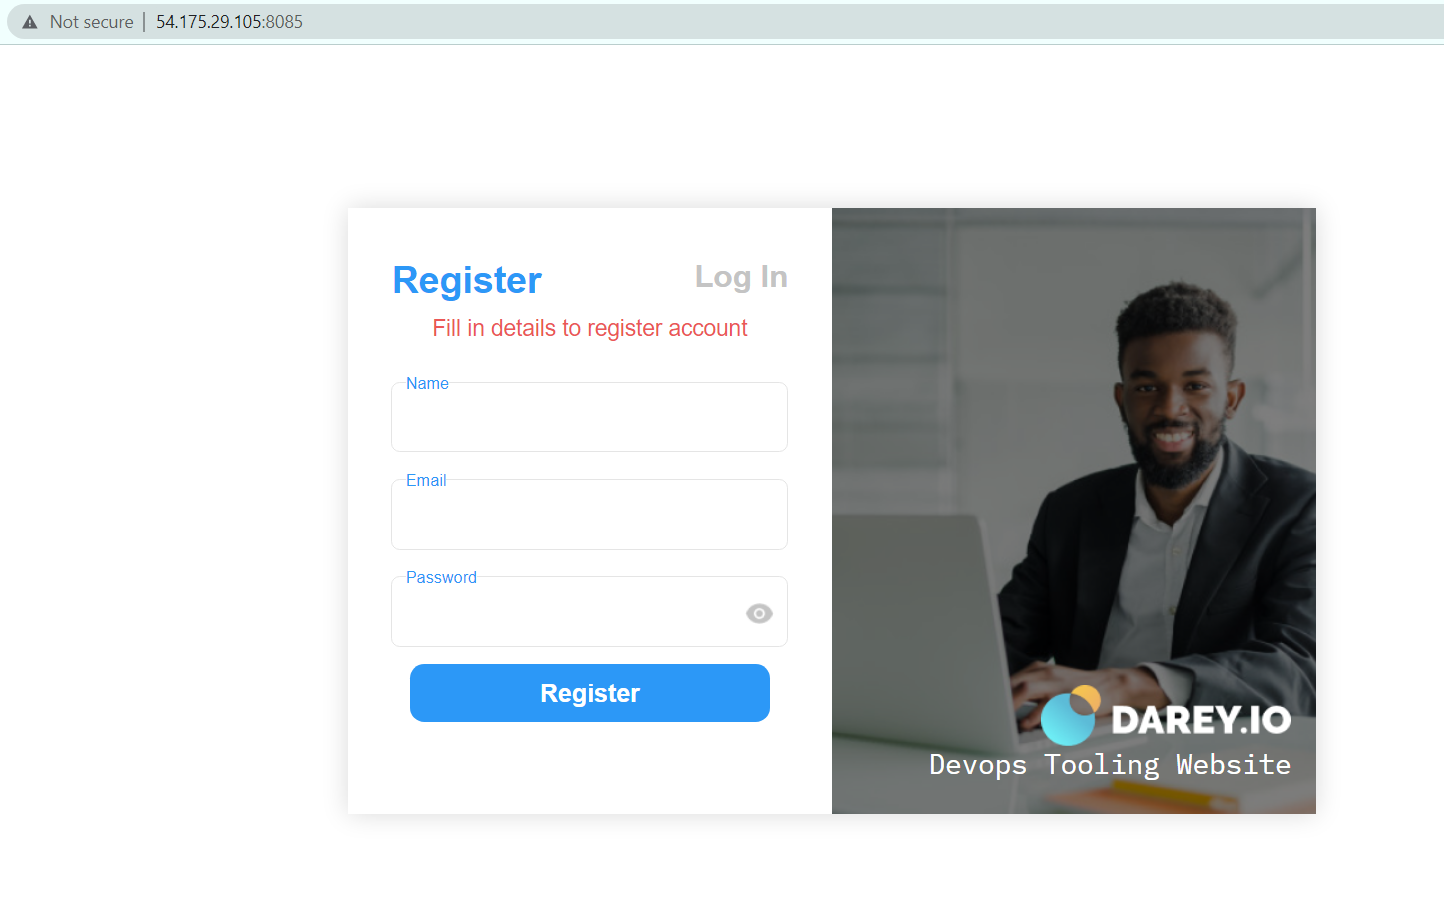 Not secure | 54.175.29.105:8085
Register
Log In
Fill in details to register account
Name
Email
Password
Register
DAREY.IO
Devops Tooling Website